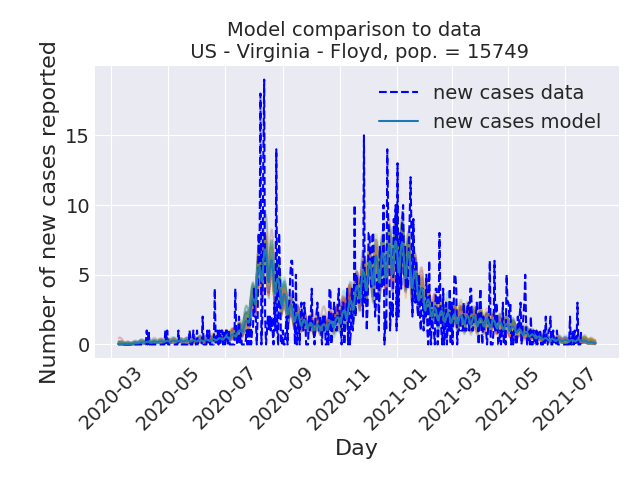 Model comparison to data
US - Virginia - Floyd, pop. = 15749
Number of new cases reported
15
10
5
0
new cases data
new cases model
2020-03
2020-05
2020-07
2020-09
2020-11
2021-01
2021-03
2021-05
2021-07
Day